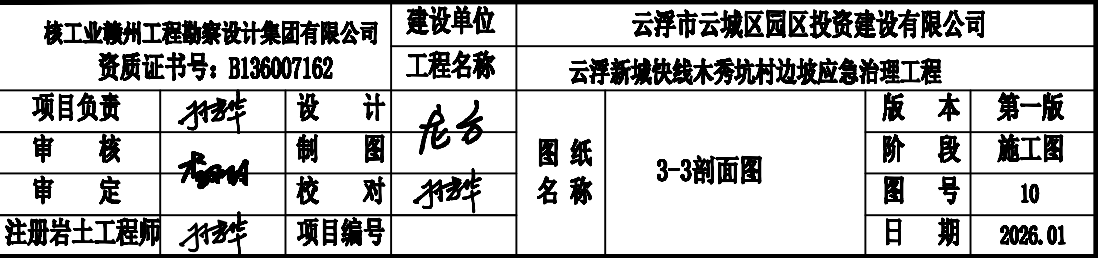 核工业赣州工程勘察设计集团有限公司
资质证书号：B136007162
建设单位
云浮市云城区园区投资建设有限公司
工程名称
云浮新城快线木秀坑村边坡应急治理工程
项目负责
设 计
审 核
制 图
审 定
校 对
注册岩土工程师
项目编号
图 纸
名 称
3-3剖面图
版 本
第一版
阶 段
施工图
图 号
10
日 期
2026.01